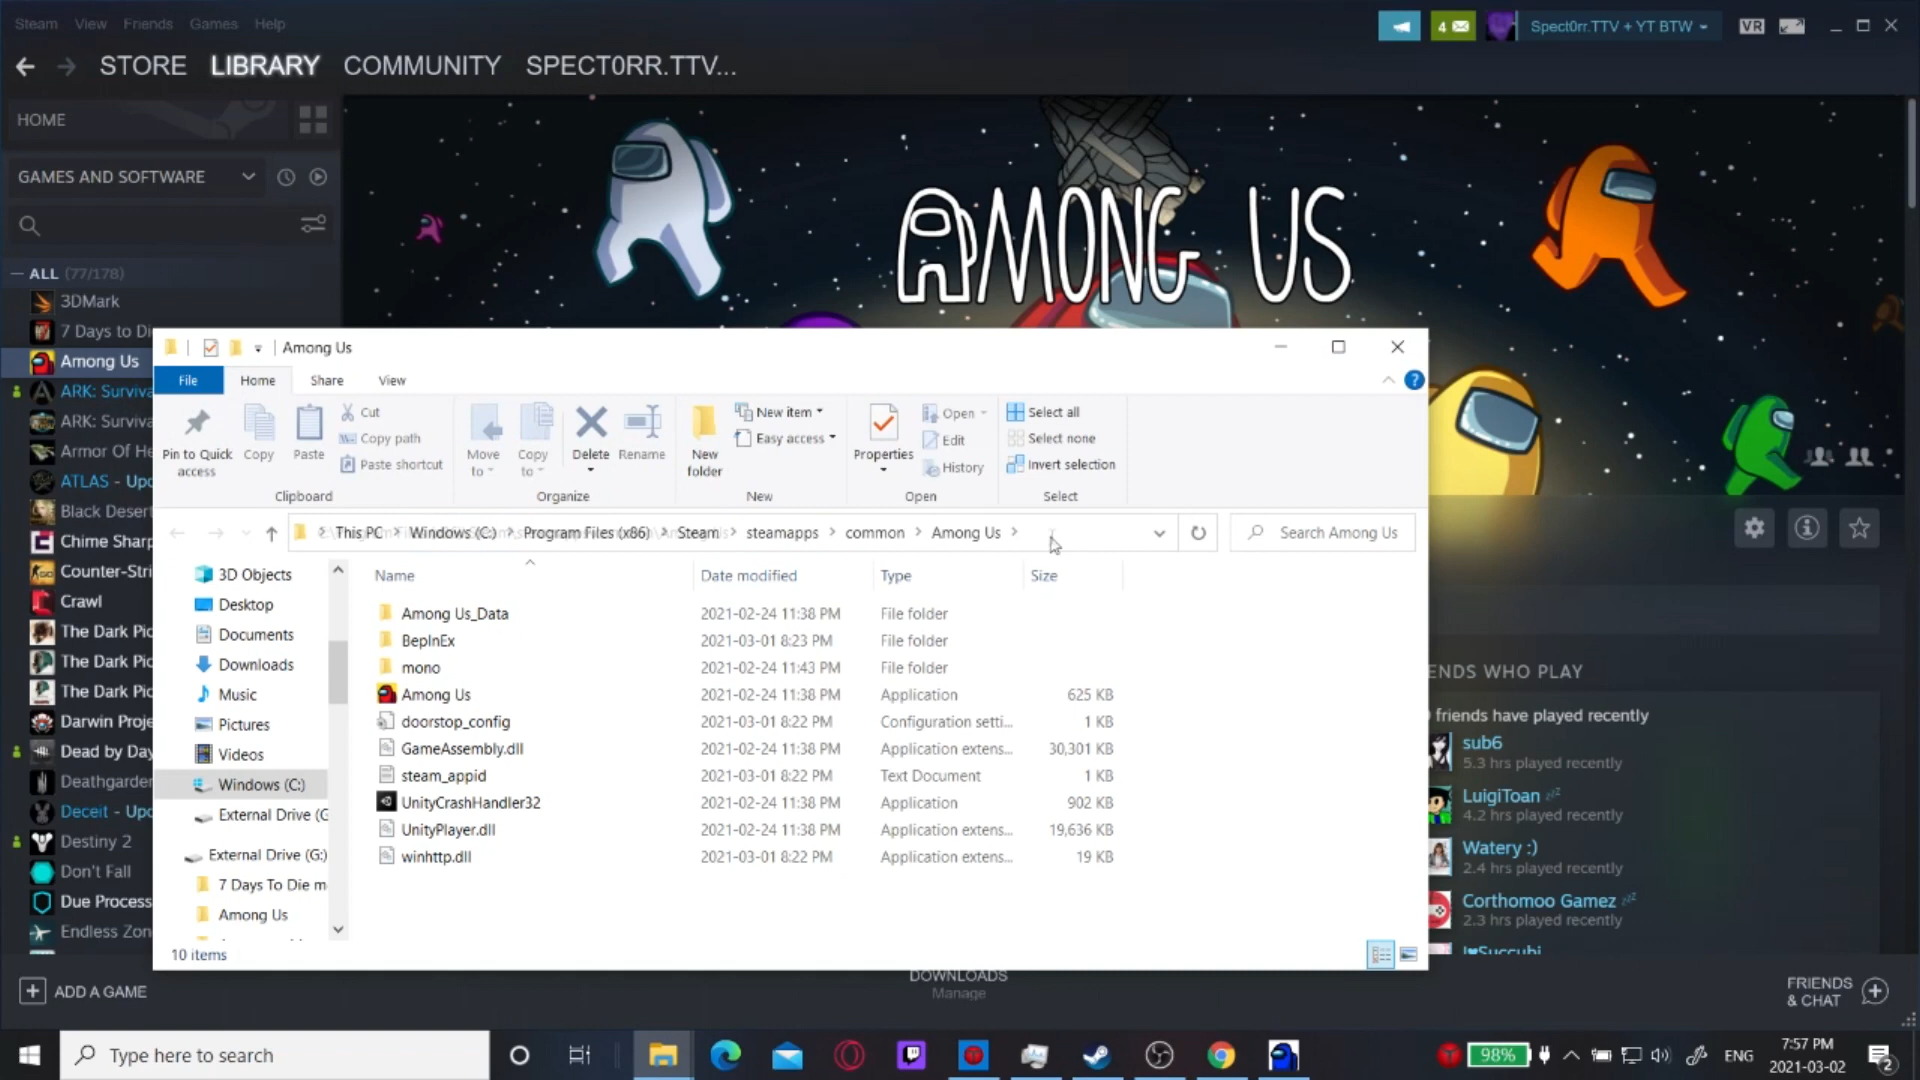 Steam View Friends Games Help
4 Spect0rr.TTV + YT BTW VR
STORE LIBRARY COMMUNITY SPECT0RR.TTV...
HOME
GAMES AND SOFTWARE
ALL (77/178)
3DMark
7 Days to Di
Among Us
ARK: Surviva
ARK: Surviva
Armor Of He
ATLAS - Upd
Black Desert
Chime Sharp
Counter-Stri
Crawl
The Dark Pic
The Dark Pic
The Dark Pic
Darwin Proje
Dead by Day
Deathgarden
Deceit - Upd
Destiny 2
Don't Fall
Due Process
Endless Zon
ADD A GAME
AMONG US
Among Us
File Home Share View
Pin to Quick access
Copy
Paste
Cut
Copy path
Paste shortcut
Clipboard
Move to
Copy to
Delete
Rename
Organize
New folder
New item
Easy access
New
Properties
Open
Edit
History
Open
Select all
Select none
Invert selection
Select
This PC Windows (C:) Program Files (x86) Steam steamapps common Among Us
Search Among Us
3D Objects
Desktop
Documents
Downloads
Music
Pictures
Videos
Windows (C:)
External Drive (G
External Drive (G:)
7 Days To Die m
Among Us
Name Date modified Type Size
Among Us_Data 2021-02-24 11:38 PM File folder
BepInEx 2021-03-01 8:23 PM File folder
mono 2021-02-24 11:43 PM File folder
Among Us 2021-02-24 11:38 PM Application 625 KB
doorstop_config 2021-03-01 8:22 PM Configuration setti... 1 KB
GameAssembly.dll 2021-02-24 11:38 PM Application extens... 30,301 KB
steam_appid 2021-03-01 8:22 PM Text Document 1 KB
UnityCrashHandler32 2021-02-24 11:38 PM Application 902 KB
UnityPlayer.dll 2021-02-24 11:38 PM Application extens... 19,636 KB
winhttp.dll 2021-03-01 8:22 PM Application extens... 19 KB
10 items
ENDS WHO PLAY
friends have played recently
sub6
5.3 hrs played recently
LuigiToan zz
4.2 hrs played recently
Watery :)
2.4 hrs played recently
Corthomoo Gamez zz
2.3 hrs played recently
DOWNLOADS
Manage
FRIENDS
& CHAT
Type here to search
98% ENG
7:57 PM
2021-03-02
2